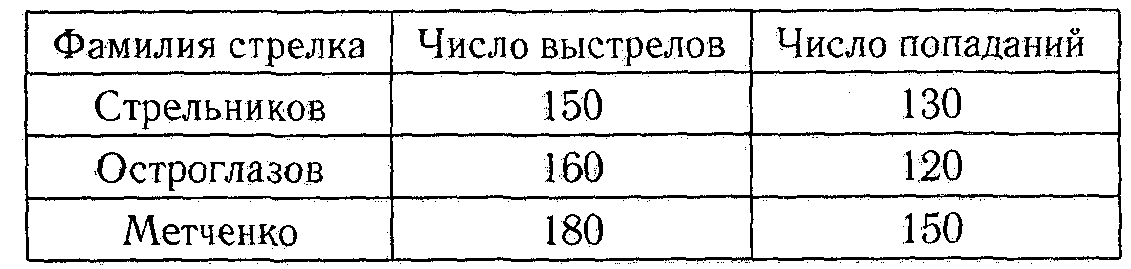 Фамилия стрелка Число выстрелов Число попаданий
Стрельников 150 130
Остроглазов 160 120
Метченко 180 150